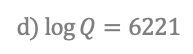 d) log Q = 6221